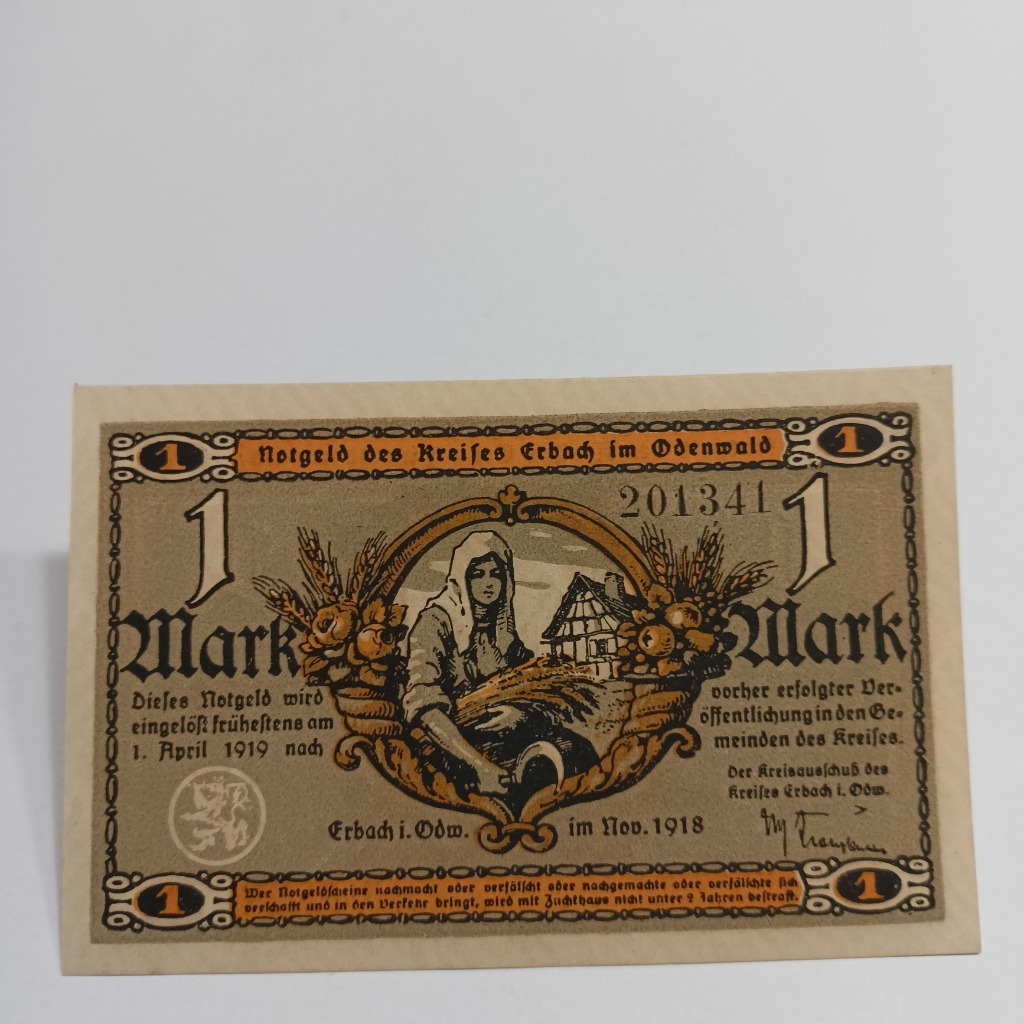 1
Notgeld des Kreises Erbach im Odenwald
1
201341
1
Mark
1
Mark
Dieses Notgeld wird
eingelöst frühestens am
1. April 1919 nach
vorher erfolgter Ver-
öffentlichung in den Ge-
meinden des Kreises.
Der Kreisausschuß des
Kreises Erbach i. Odw.
Erbach i. Odw.
im Nov. 1918
1
Wer Notgeldscheine nachmacht oder verfälscht oder nachgemachte oder verfälschte sich
verschafft und in den Verkehr bringt, wird mit Zuchthaus nicht unter 2 Jahren bestraft.
1